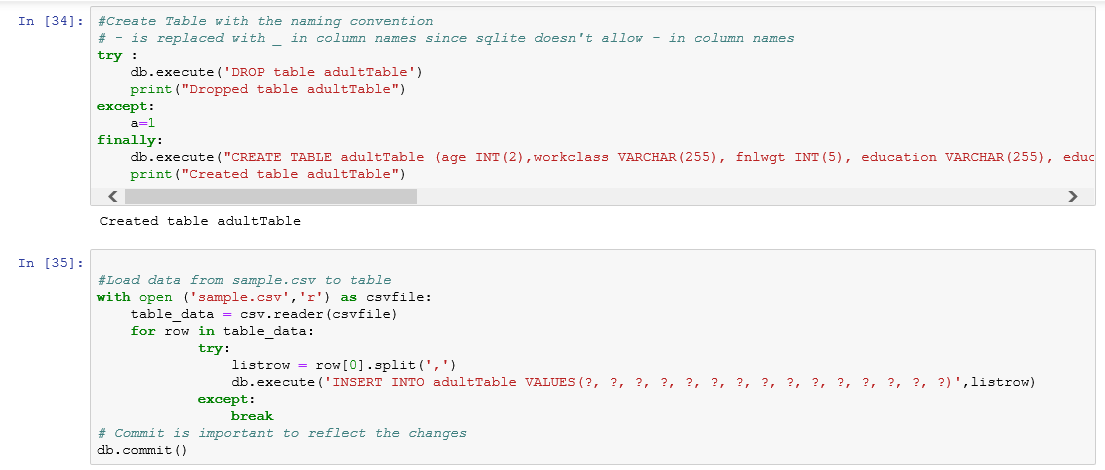 In [34]:
#Create Table with the naming convention
# - is replaced with _ in column names since sqlite doesn't allow - in column names
try :
    db.execute('DROP table adultTable')
    print("Dropped table adultTable")
except:
    a=1
finally:
    db.execute("CREATE TABLE adultTable (age INT(2),workclass VARCHAR(255), fnlwgt INT(5), education VARCHAR(255), educ
    print("Created table adultTable")
Created table adultTable
In [35]:
#Load data from sample.csv to table
with open ('sample.csv','r') as csvfile:
    table_data = csv.reader(csvfile)
    for row in table_data:
            try:
                listrow = row[0].split(',')
                db.execute('INSERT INTO adultTable VALUES(?, ?, ?, ?, ?, ?, ?, ?, ?, ?, ?, ?, ?, ?, ?)',listrow)
            except:
                break
# Commit is important to reflect the changes
db.commit()